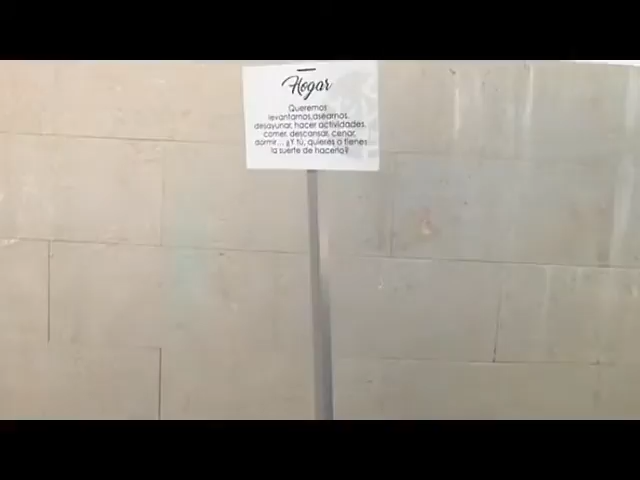 Hogar
Queremos
levantarnos,asearnos,
desayunar, hacer actividades,
comer, descansar, cenar,
dormir... ¿Y tú, quieres o tienes
la suerte de hacerlo?